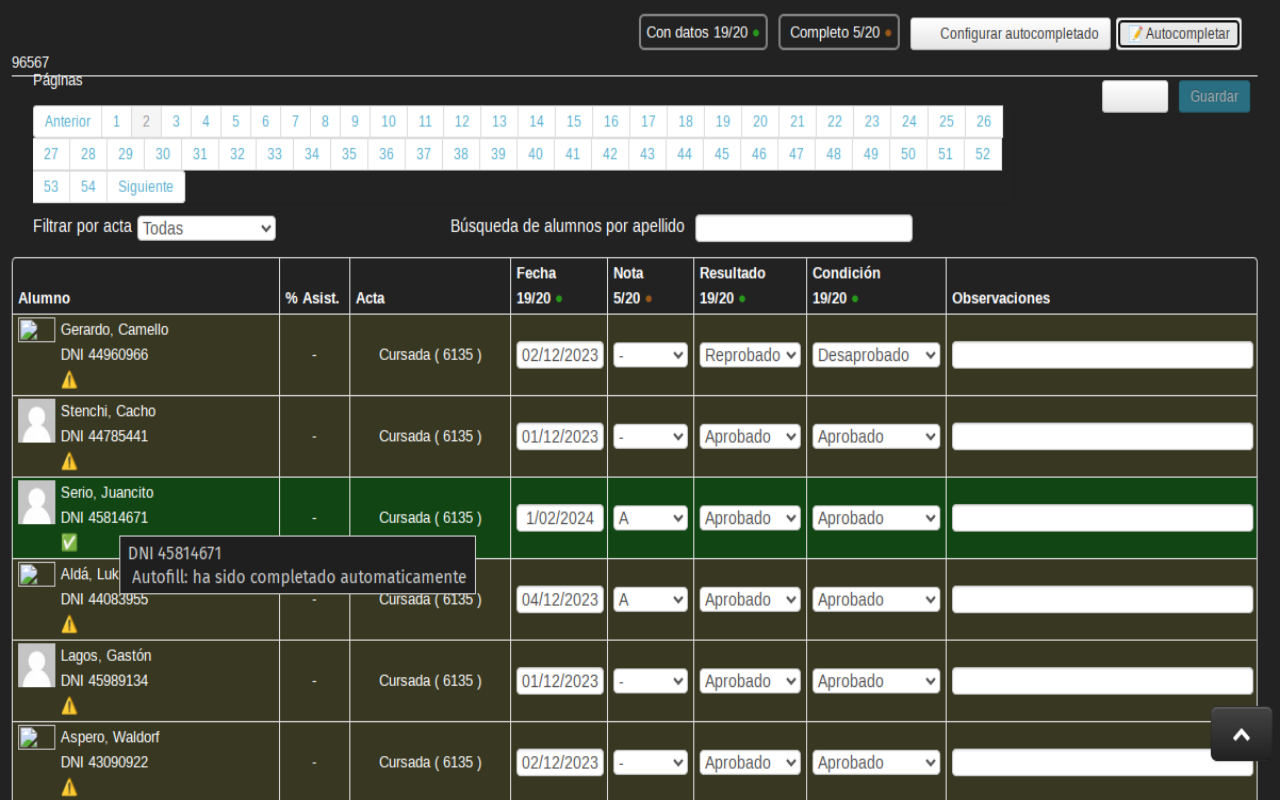 Con datos 19/20 Completo 5/20 Configurar autocompletado Autocompletar
96567
Páginas
Guardar
Anterior 1 2 3 4 5 6 7 8 9 10 11 12 13 14 15 16 17 18 19 20 21 22 23 24 25 26
27 28 29 30 31 32 33 34 35 36 37 38 39 40 41 42 43 44 45 46 47 48 49 50 51 52
53 54 Siguiente
Filtrar por acta Todas Búsqueda de alumnos por apellido
Fecha Nota Resultado Condición
Alumno % Asist. Acta 19/20 5/20 19/20 19/20 Observaciones
Gerardo, Camello
DNI 44960966 - Cursada ( 6135 ) 02/12/2023 - Reprobado Desaprobado
Stenchi, Cacho
DNI 44785441 - Cursada ( 6135 ) 01/12/2023 - Aprobado Aprobado
Serio, Juancito
DNI 45814671 - Cursada ( 6135 ) 1/02/2024 A Aprobado Aprobado
DNI 45814671
Autofill: ha sido completado automaticamente
Aldá, Luk
DNI 44083955 - Cursada ( 6135 ) 04/12/2023 A Aprobado Aprobado
Lagos, Gastón
DNI 45989134 - Cursada ( 6135 ) 01/12/2023 - Aprobado Aprobado
Aspero, Waldorf
DNI 43090922 - Cursada ( 6135 ) 02/12/2023 - Aprobado Aprobado